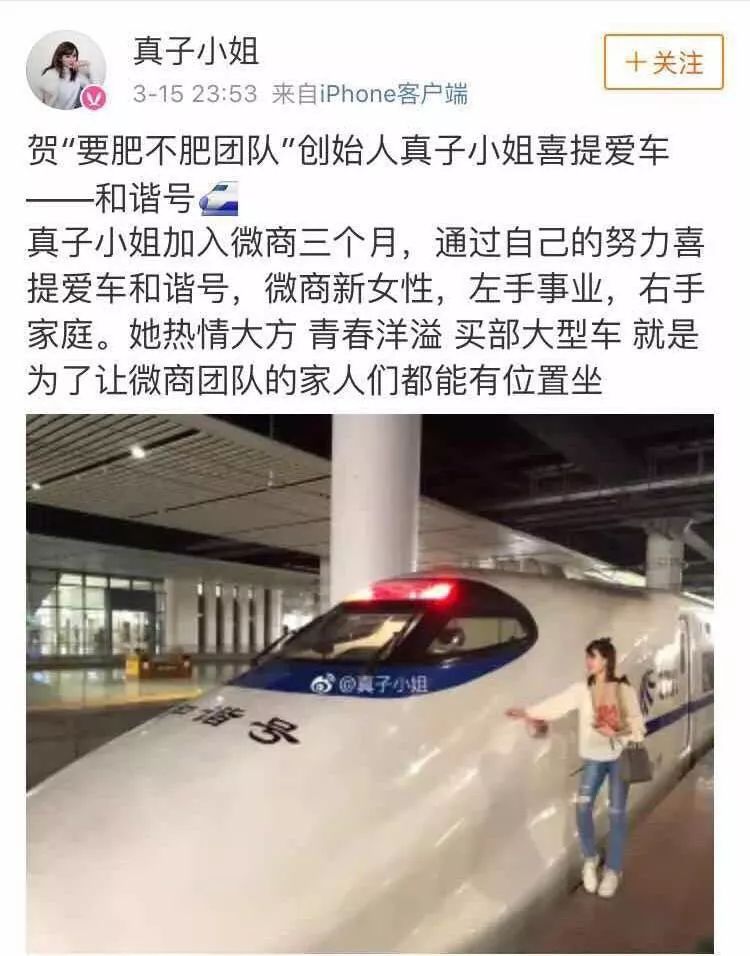 真子小姐
+关注
3-15 23:53 来自iPhone客户端
贺“要肥不肥团队”创始人真子小姐喜提爱车
——和谐号
真子小姐加入微商三个月，通过自己的努力喜
提爱车和谐号，微商新女性，左手事业，右手
家庭。她热情大方 青春洋溢 买部大型车 就是
为了让微商团队的家人们都能有位置坐
@真子小姐
和谐号